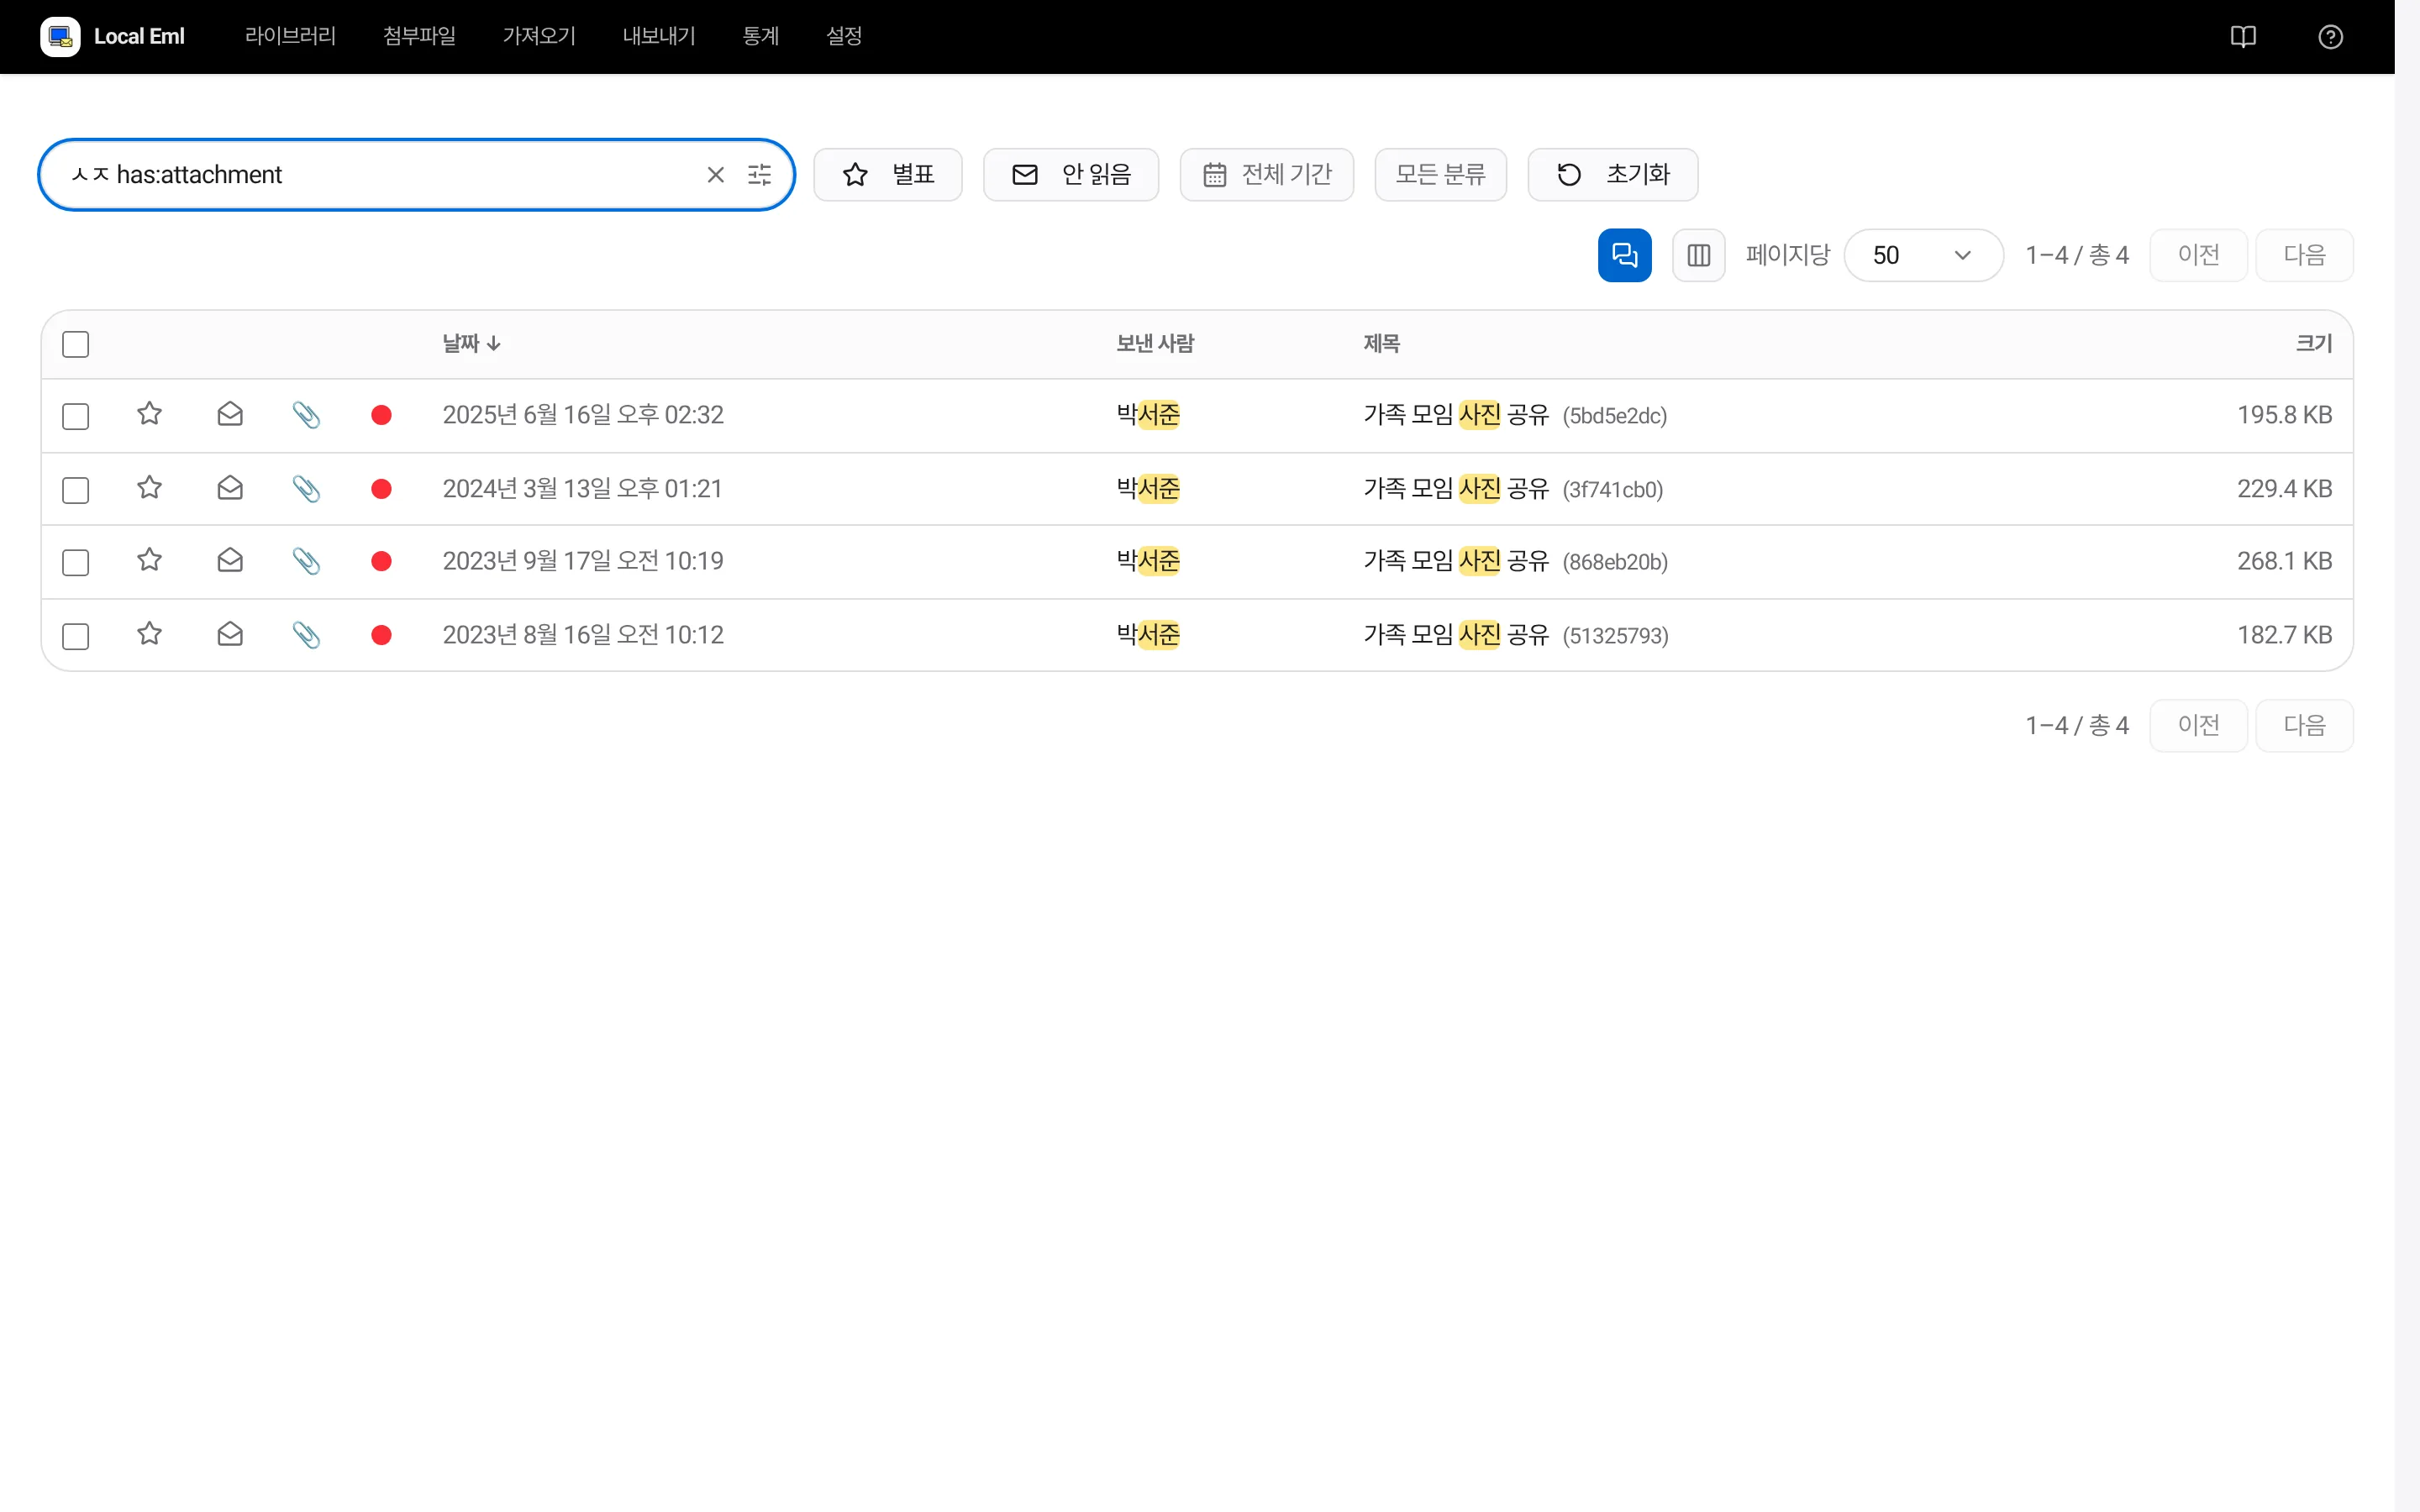 Local Eml 라이브러리 첨부파일 가져오기 내보내기 통계 설정
ㅅㅈ has:attachment 별표 안 읽음 전체 기간 모든 분류 초기화
페이지당 50 1–4 / 총 4 이전 다음
날짜 ↓ 보낸 사람 제목 크기
2025년 6월 16일 오후 02:32 박서준 가족 모임 사진 공유 (5bd5e2dc) 195.8 KB
2024년 3월 13일 오후 01:21 박서준 가족 모임 사진 공유 (3f741cb0) 229.4 KB
2023년 9월 17일 오전 10:19 박서준 가족 모임 사진 공유 (868eb20b) 268.1 KB
2023년 8월 16일 오전 10:12 박서준 가족 모임 사진 공유 (51325793) 182.7 KB
1–4 / 총 4 이전 다음